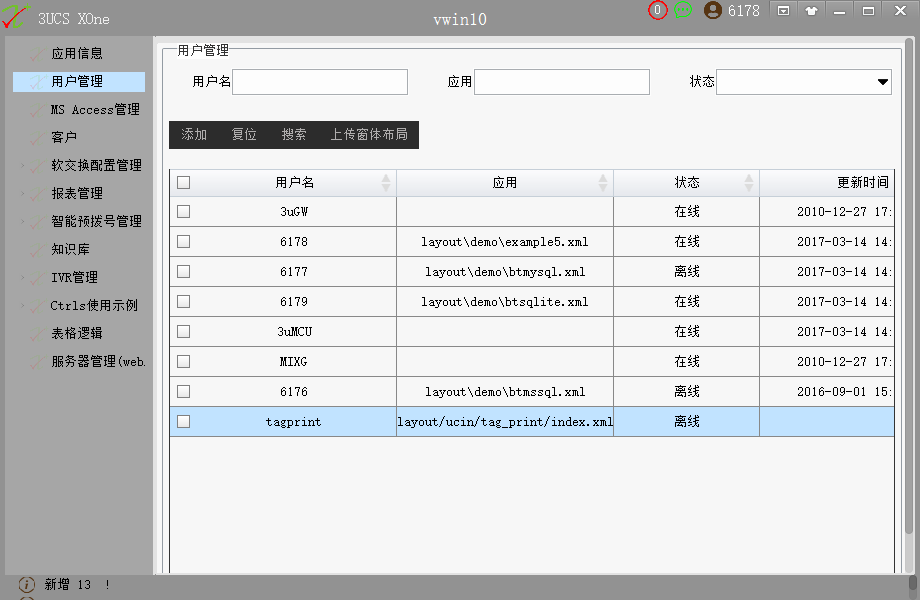 3UCS XOne
vwin10
0
6178
应用信息
用户管理
MS Access管理
客户
软交换配置管理
报表管理
智能预拨号管理
知识库
IVR管理
Ctrls使用示例
表格逻辑
服务器管理(web.
用户管理
用户名 应用 状态
添加 复位 搜索 上传窗体布局
用户名 应用 状态 更新时间
3uGW 在线 2010-12-27 17:
6178 layout\demo\example5.xml 在线 2017-03-14 14:
6177 layout\demo\btmysql.xml 离线 2017-03-14 14:
6179 layout\demo\btsqlite.xml 在线 2017-03-14 14:
3uMCU 在线 2017-03-14 14:
MIXG 在线 2010-12-27 17:
6176 layout\demo\btmssql.xml 离线 2016-09-01 15:
tagprint layout/ucin/tag_print/index.xml 离线
新增 13 !